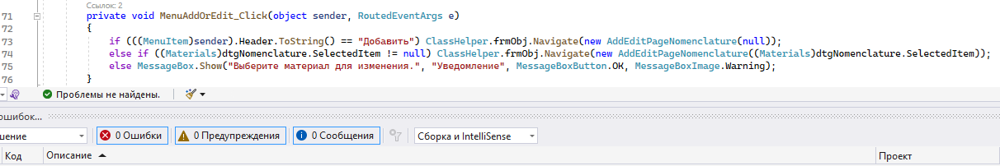 Ссылок: 2
71 private void MenuAddOrEdit_Click(object sender, RoutedEventArgs e)
72 {
73 if (((MenuItem)sender).Header.ToString() == "Добавить") ClassHelper.frmObj.Navigate(new AddEditPageNomenclature(null));
74 else if ((Materials)dtgNomenclature.SelectedItem != null) ClassHelper.frmObj.Navigate(new AddEditPageNomenclature((Materials)dtgNomenclature.SelectedItem));
75 else MessageBox.Show("Выберите материал для изменения.", "Уведомление", MessageBoxButton.OK, MessageBoxImage.Warning);
76 }
Проблемы не найдены.
ошибок...
шение 0 Ошибки 0 Предупреждения 0 Сообщения Сборка и IntelliSense
Код Описание Проект